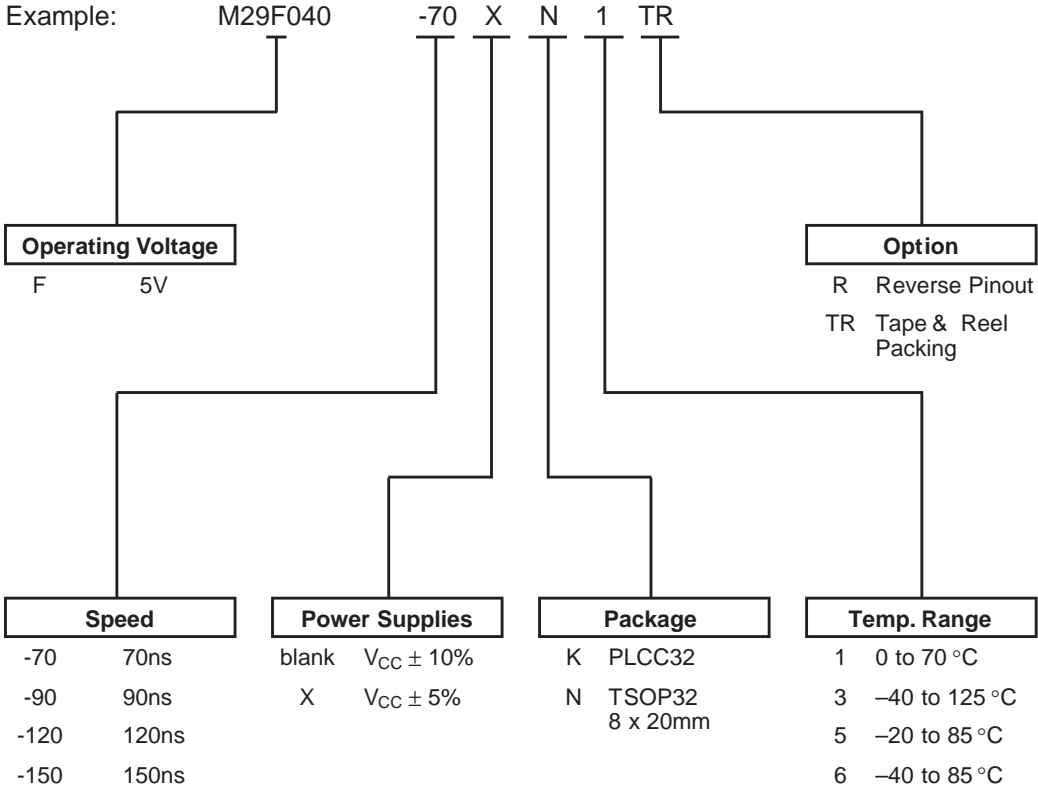 Example: M29F040 -70 X N 1 TR
Operating Voltage
F 5V
Option
R Reverse Pinout
TR Tape & Reel
Packing
Speed
-70 70ns
-90 90ns
-120 120ns
-150 150ns
Power Supplies
blank VCC ± 10%
X VCC ± 5%
Package
K PLCC32
N TSOP32
8 x 20mm
Temp. Range
1 0 to 70 °C
3 –40 to 125 °C
5 –20 to 85 °C
6 –40 to 85 °C